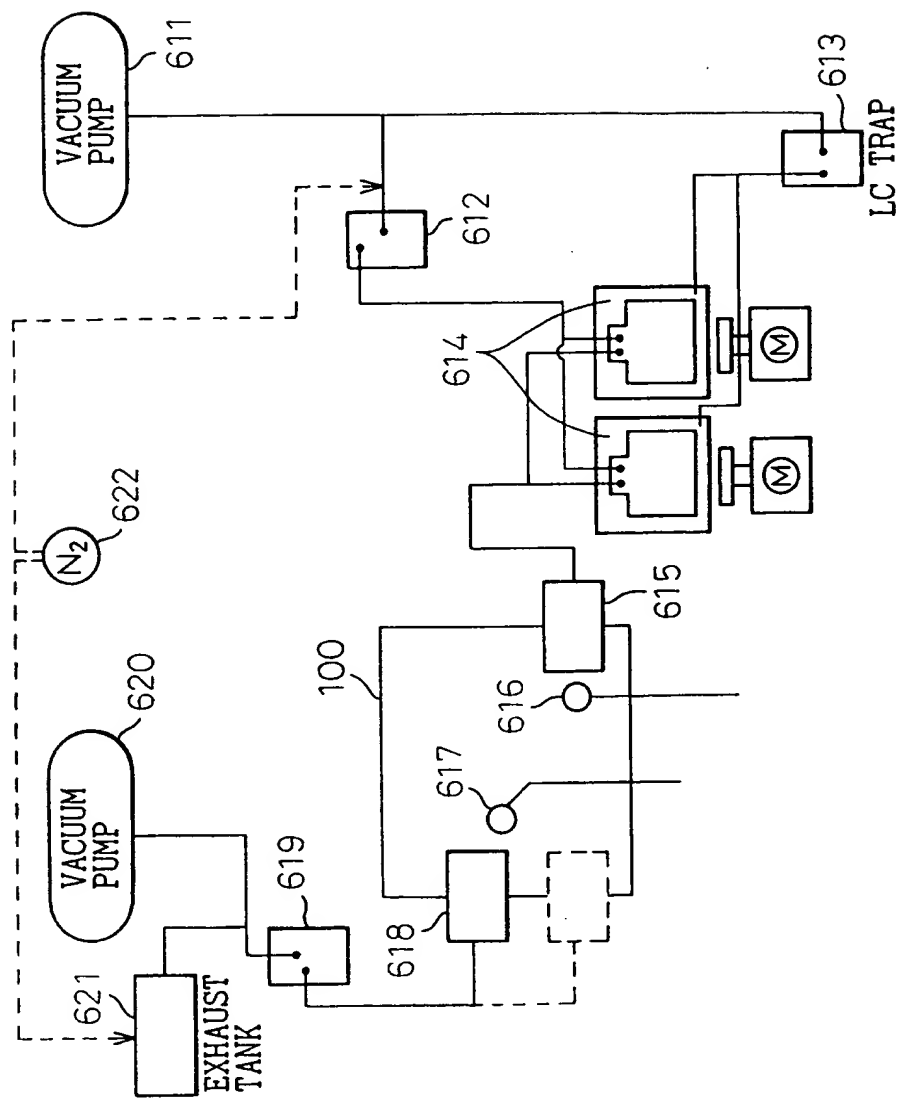 VACUUM
PUMP
611
VACUUM
PUMP
620
N₂
622
621
EXHAUST
TANK
619
100
618
617
614
612
616
615
M
M
613
LC TRAP